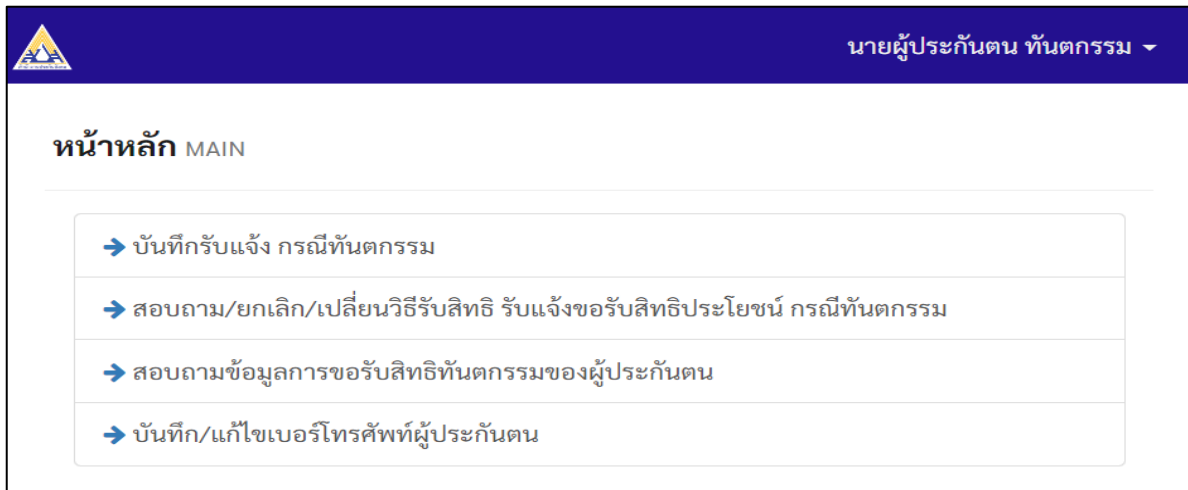 นายผู้ประกันตน ทันตกรรม
หน้าหลัก MAIN
บันทึกรับแจ้ง กรณีทันตกรรม
สอบถาม/ยกเลิก/เปลี่ยนวิธีรับสิทธิ รับแจ้งขอรับสิทธิประโยชน์ กรณีทันตกรรม
สอบถามข้อมูลการขอรับสิทธิทันตกรรมของผู้ประกันตน
บันทึก/แก้ไขเบอร์โทรศัพท์ผู้ประกันตน